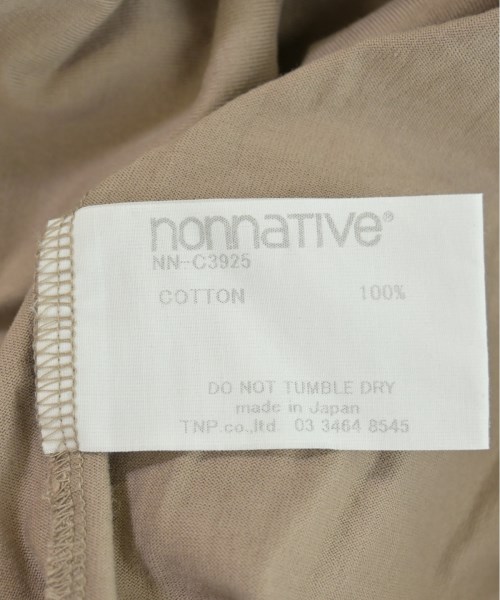 nonnative®
NN-C3925
COTTON 100%
DO NOT TUMBLE DRY
made in Japan
TNP.co.,ltd. 03 3464 8545